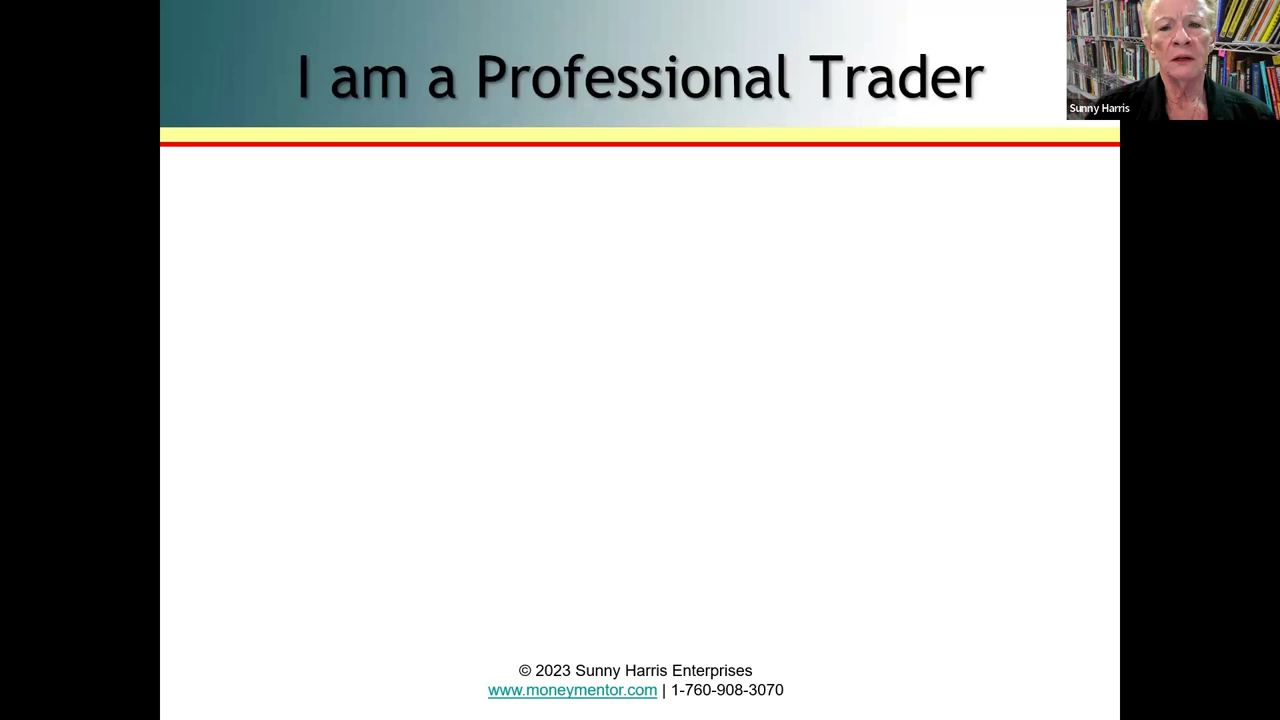 I am a Professional Trader
Sunny Harris
© 2023 Sunny Harris Enterprises
www.moneymentor.com | 1-760-908-3070